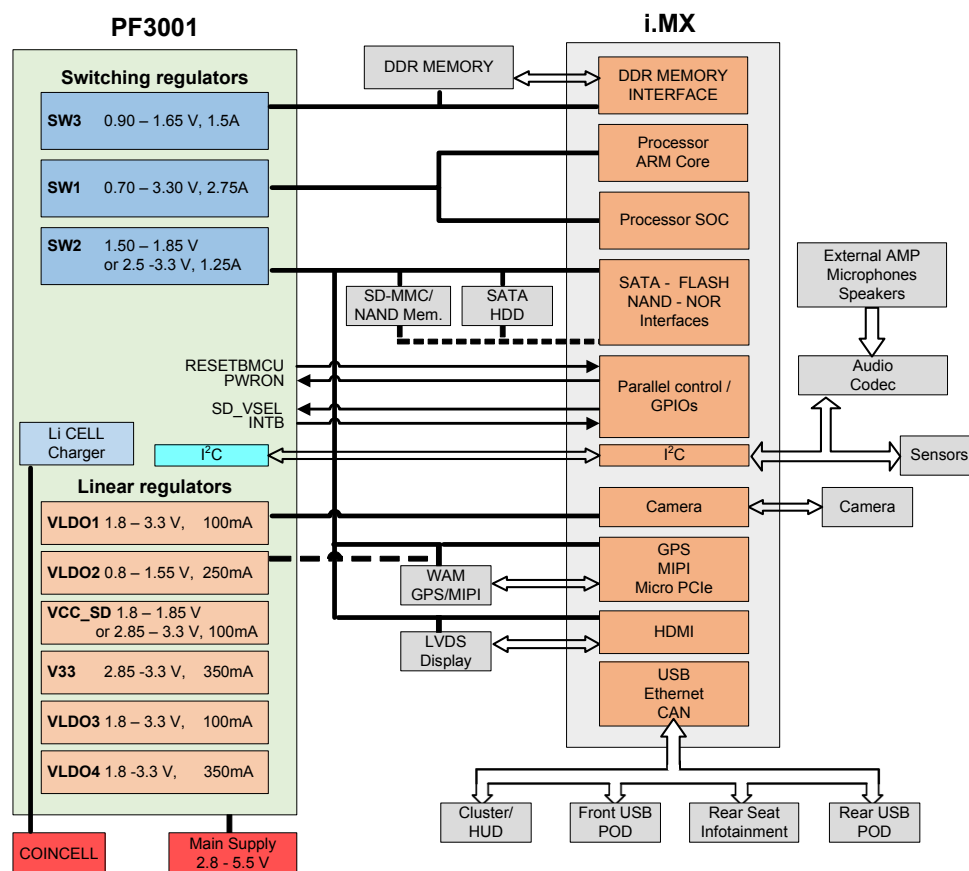 PF3001
i.MX
Switching regulators
SW3 0.90 – 1.65 V, 1.5A
SW1 0.70 – 3.30 V, 2.75A
SW2 1.50 – 1.85 V
or 2.5 -3.3 V, 1.25A
DDR MEMORY
DDR MEMORY
INTERFACE
Processor
ARM Core
Processor SOC
SD-MMC/
NAND Mem.
SATA
HDD
SATA - FLASH
NAND - NOR
Interfaces
External AMP
Microphones
Speakers
Audio
Codec
RESETBMCU
PWRON
SD_VSEL
INTB
Parallel control /
GPIOs
Li CELL
Charger
I²C
I²C
Sensors
Linear regulators
VLDO1 1.8 – 3.3 V, 100mA
VLDO2 0.8 – 1.55 V, 250mA
VCC_SD 1.8 – 1.85 V
or 2.85 – 3.3 V, 100mA
V33 2.85 -3.3 V, 350mA
VLDO3 1.8 – 3.3 V, 100mA
VLDO4 1.8 -3.3 V, 350mA
Camera
Camera
WAM
GPS/MIPI
GPS
MIPI
Micro PCIe
LVDS
Display
HDMI
USB
Ethernet
CAN
Cluster/
HUD
Front USB
POD
Rear Seat
Infotainment
Rear USB
POD
COINCELL
Main Supply
2.8 - 5.5 V